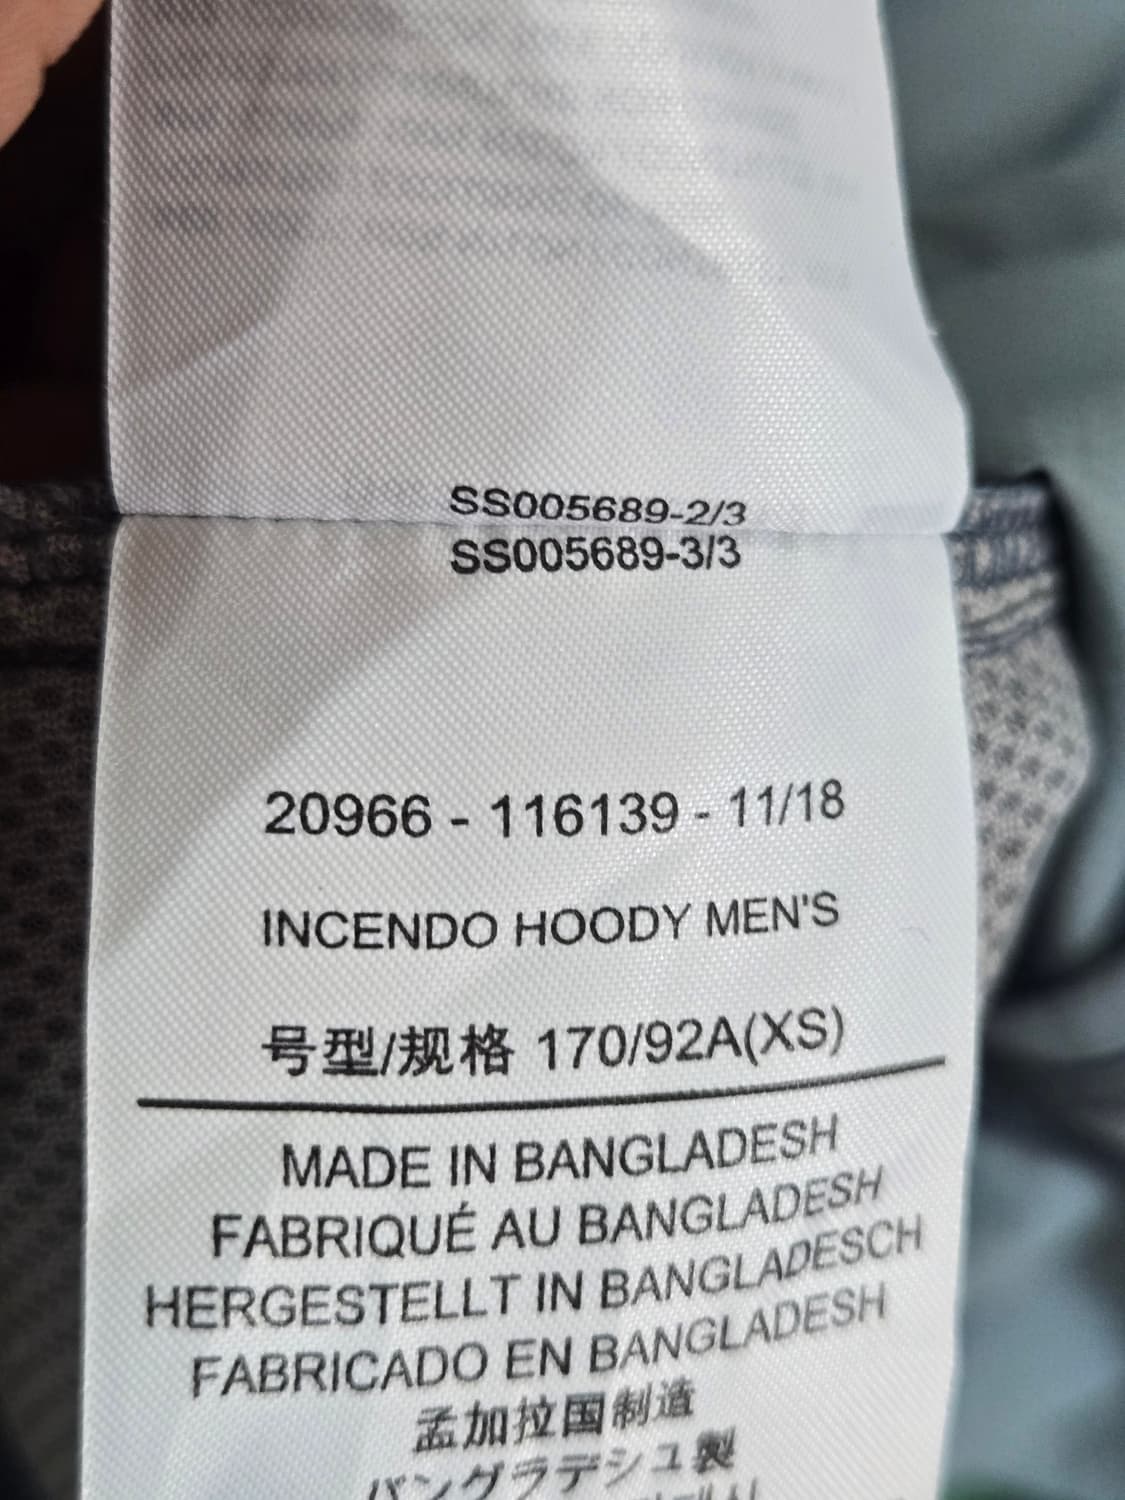 SS005689-2/3
SS005689-3/3
20966 - 116139 - 11/18
INCENDO HOODY MEN'S
号型/规格 170/92A(XS)
MADE IN BANGLADESH
FABRIQUÉ AU BANGLADESH
HERGESTELLT IN BANGLADESCH
FABRICADO EN BANGLADESH
孟加拉国制造
バングラデシュ製